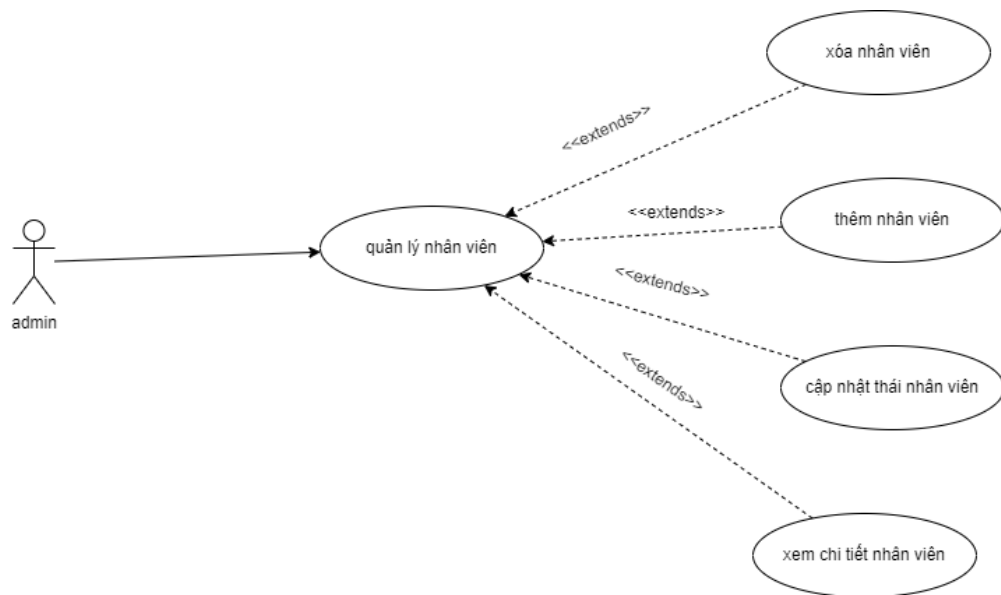 xóa nhân viên
<<extends>>
thêm nhân viên
<<extends>>
quản lý nhân viên
<<extends>>
admin
<<extends>>
cập nhật thái nhân viên
xem chi tiết nhân viên